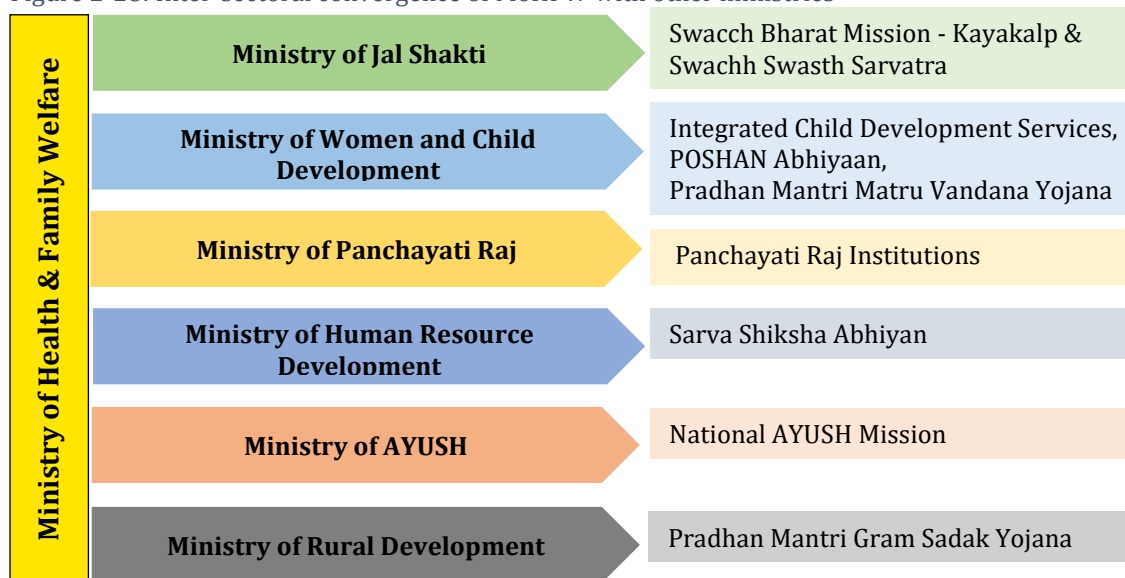 Ministry of Health & Family Welfare
Ministry of Jal Shakti
Swacch Bharat Mission - Kayakalp &
Swachh Swasth Sarvatra
Ministry of Women and Child
Development
Integrated Child Development Services,
POSHAN Abhiyaan,
Pradhan Mantri Matru Vandana Yojana
Ministry of Panchayati Raj
Panchayati Raj Institutions
Ministry of Human Resource
Development
Sarva Shiksha Abhiyan
Ministry of AYUSH
National AYUSH Mission
Ministry of Rural Development
Pradhan Mantri Gram Sadak Yojana